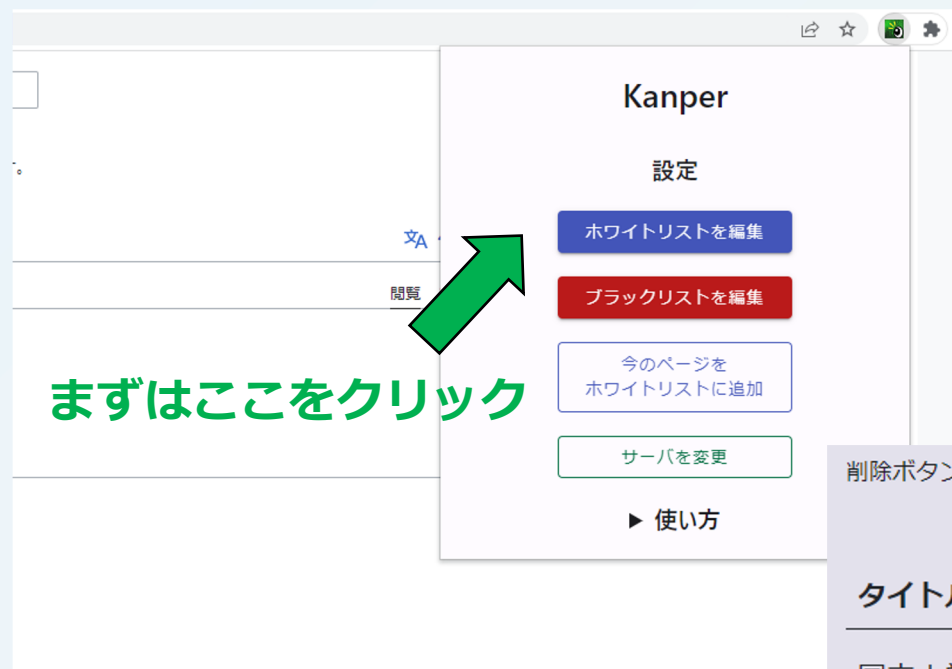 Kanper
設定
す。
ホワイトリストを編集
閲覧
ブラックリストを編集
今のページを
ホワイトリストに追加
まずはここをクリック
サーバを変更
削除ボタン
▶ 使い方
タイトル